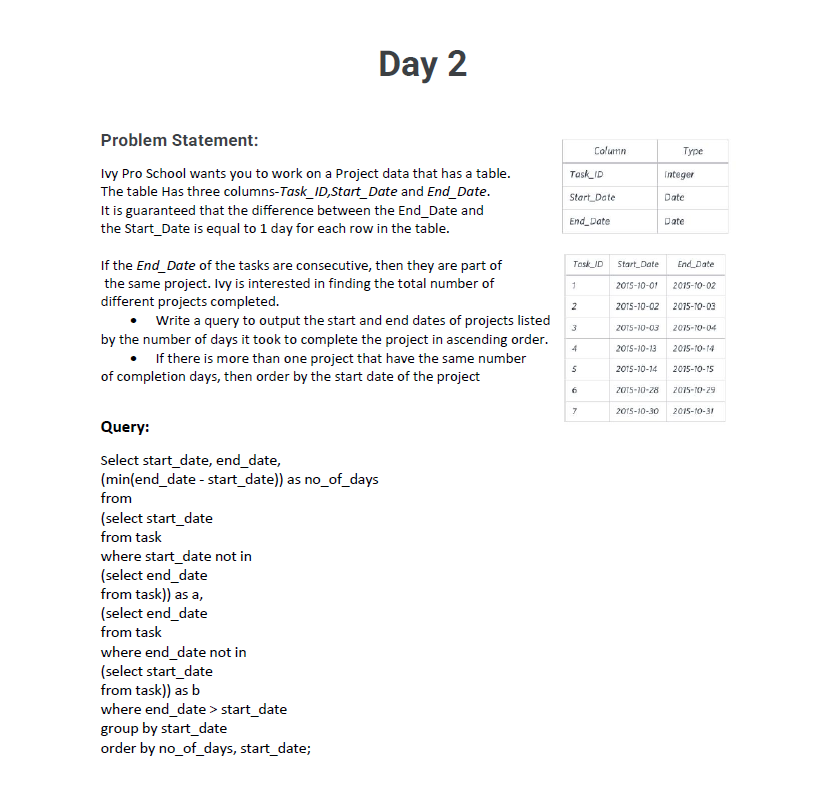 Day 2
Problem Statement:
Ivy Pro School wants you to work on a Project data that has a table.
The table Has three columns-Task_ID,Start_Date and End_Date.
It is guaranteed that the difference between the End_Date and
the Start_Date is equal to 1 day for each row in the table.
If the End_Date of the tasks are consecutive, then they are part of
the same project. Ivy is interested in finding the total number of
different projects completed.
• Write a query to output the start and end dates of projects listed
by the number of days it took to complete the project in ascending order.
• If there is more than one project that have the same number
of completion days, then order by the start date of the project
Column Type
Task_ID Integer
Start_Date Date
End_Date Date
Task_ID Start_Date End_Date
1 2015-10-01 2015-10-02
2 2015-10-02 2015-10-03
3 2015-10-03 2015-10-04
4 2015-10-13 2015-10-14
5 2015-10-14 2015-10-15
6 2015-10-28 2015-10-29
7 2015-10-30 2015-10-31
Query:
Select start_date, end_date,
(min(end_date - start_date)) as no_of_days
from
(select start_date
from task
where start_date not in
(select end_date
from task)) as a,
(select end_date
from task
where end_date not in
(select start_date
from task)) as b
where end_date > start_date
group by start_date
order by no_of_days, start_date;